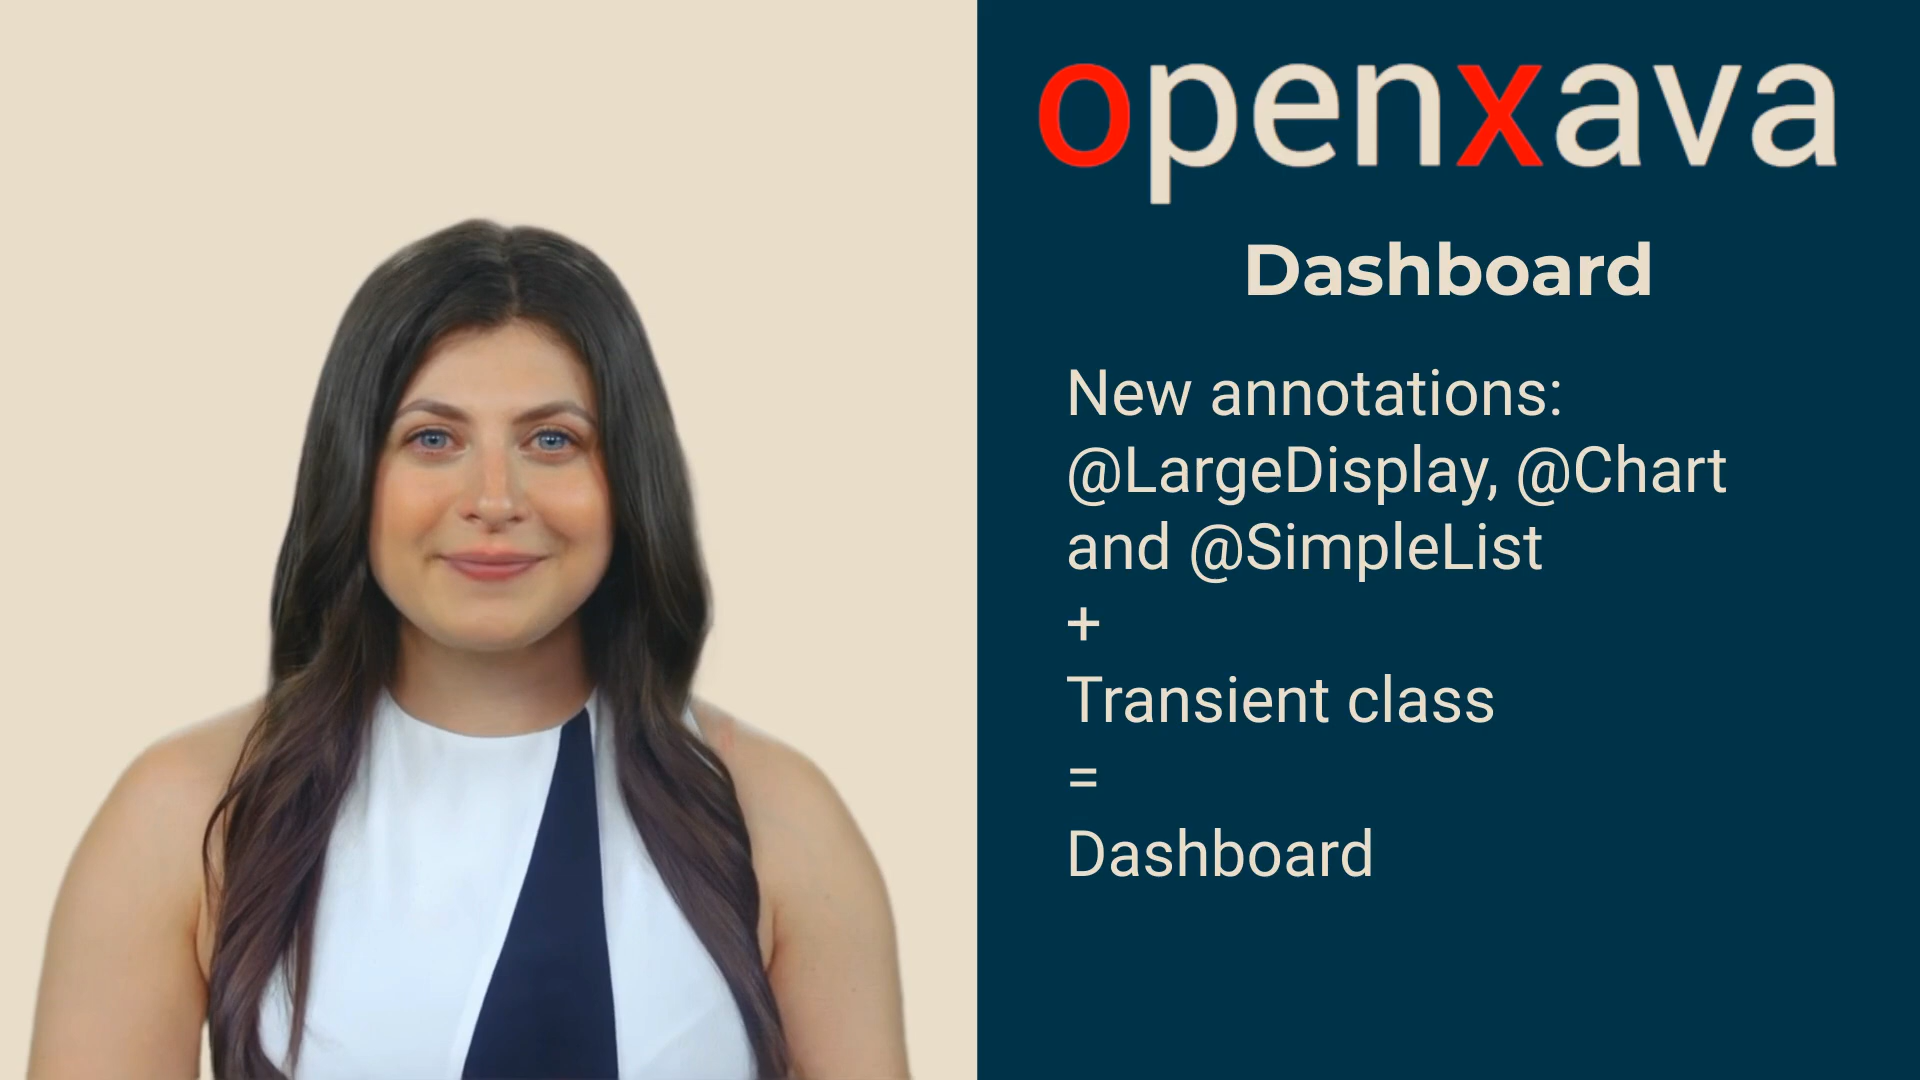 openxava
Dashboard
New annotations:
@LargeDisplay, @Chart
and @SimpleList
+
Transient class
=
Dashboard